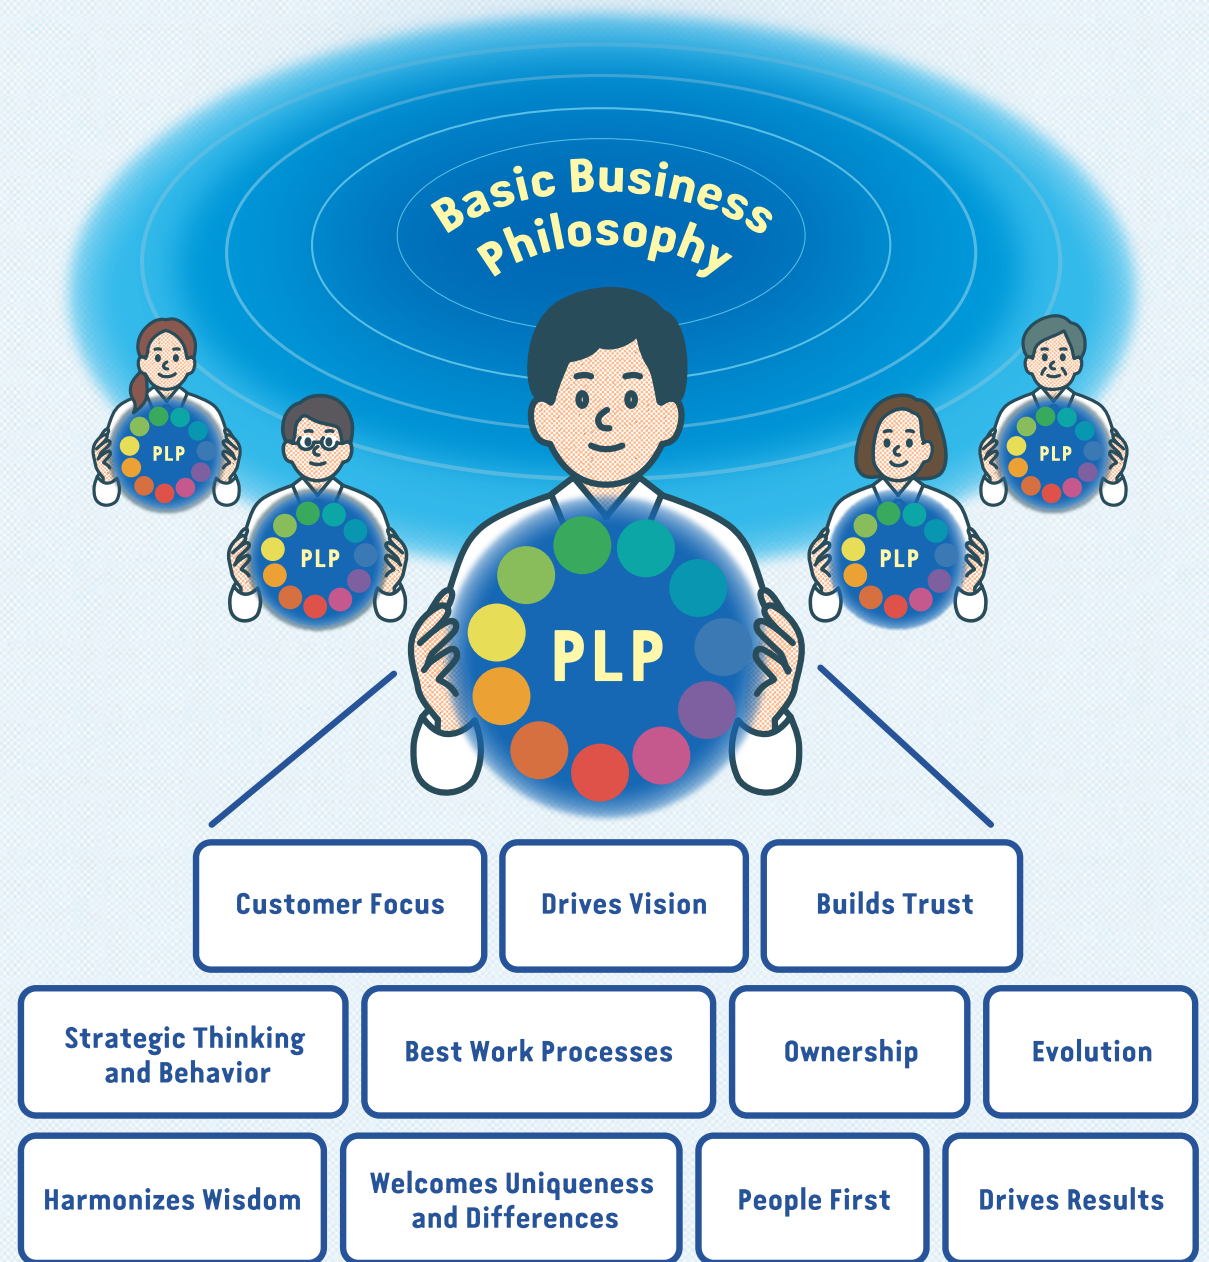 Basic Business
Philosophy
PLP
PLP
PLP
PLP
PLP
Customer Focus
Drives Vision
Builds Trust
Strategic Thinking
and Behavior
Best Work Processes
Ownership
Evolution
Harmonizes Wisdom
Welcomes Uniqueness
and Differences
People First
Drives Results